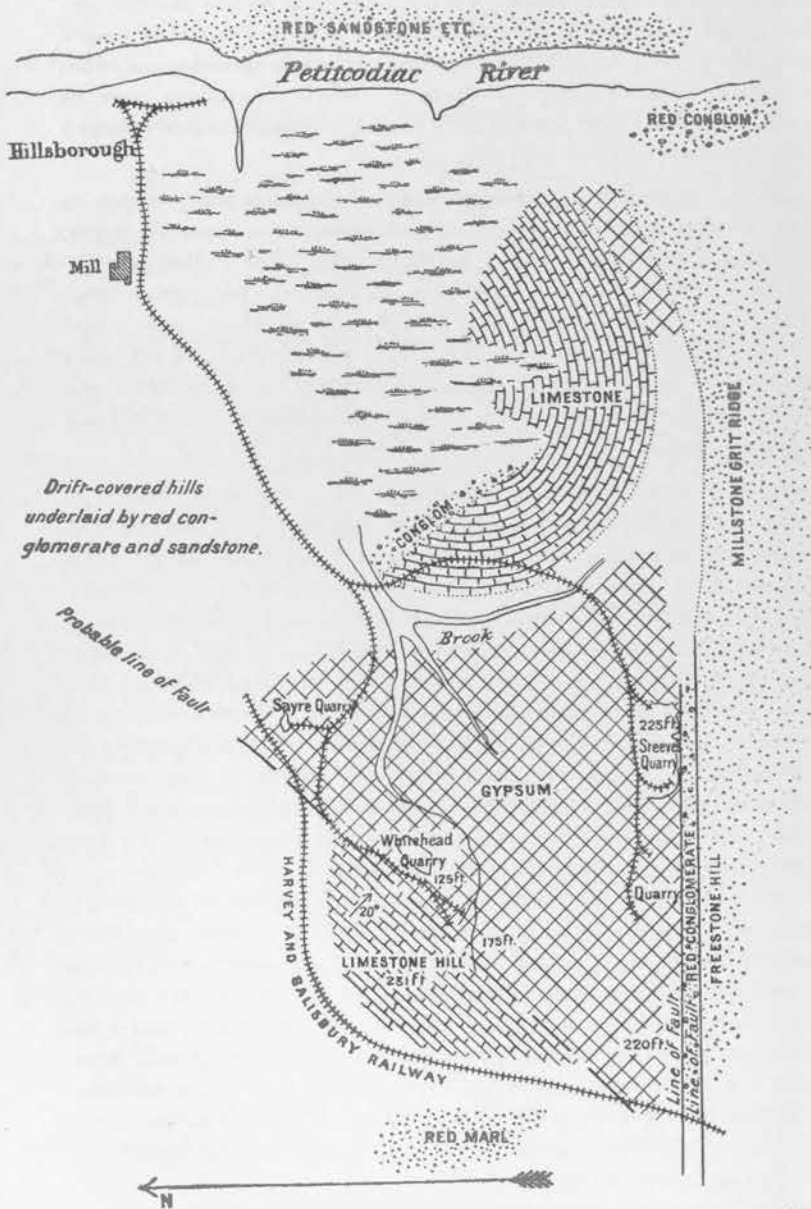 RED SANDSTONE ETC.
Petitcodiac River
RED CONGLOM.
Hillsborough
Mill
LIMESTONE
MILLSTONE GRIT RIDGE
Drift-covered hills
underlaid by red con-
glomerate and sandstone.
CONGLOM
Brook
Probable line of fault
Sayre Quarry
225ft.
Sreeves
Quarry
GYPSUM
Whitehead
Quarry
125ft.
20°
Quarry
175ft.
LIMESTONE HILL
231ft
HARVEY AND SALISBURY RAILWAY
220ft.
Line of Fault
RED CONGLOMERATE
Line of Fault
FREESTONE HILL
RED MARL
N